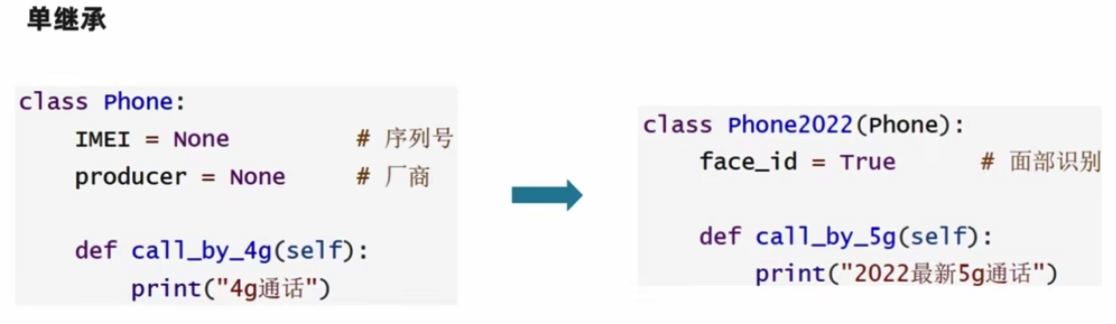 单继承
class Phone:
    IMEI = None         # 序列号
    producer = None     # 厂商
    def call_by_4g(self):
        print("4g通话")
class Phone2022(Phone):
    face_id = True      # 面部识别
    def call_by_5g(self):
        print("2022最新5g通话")